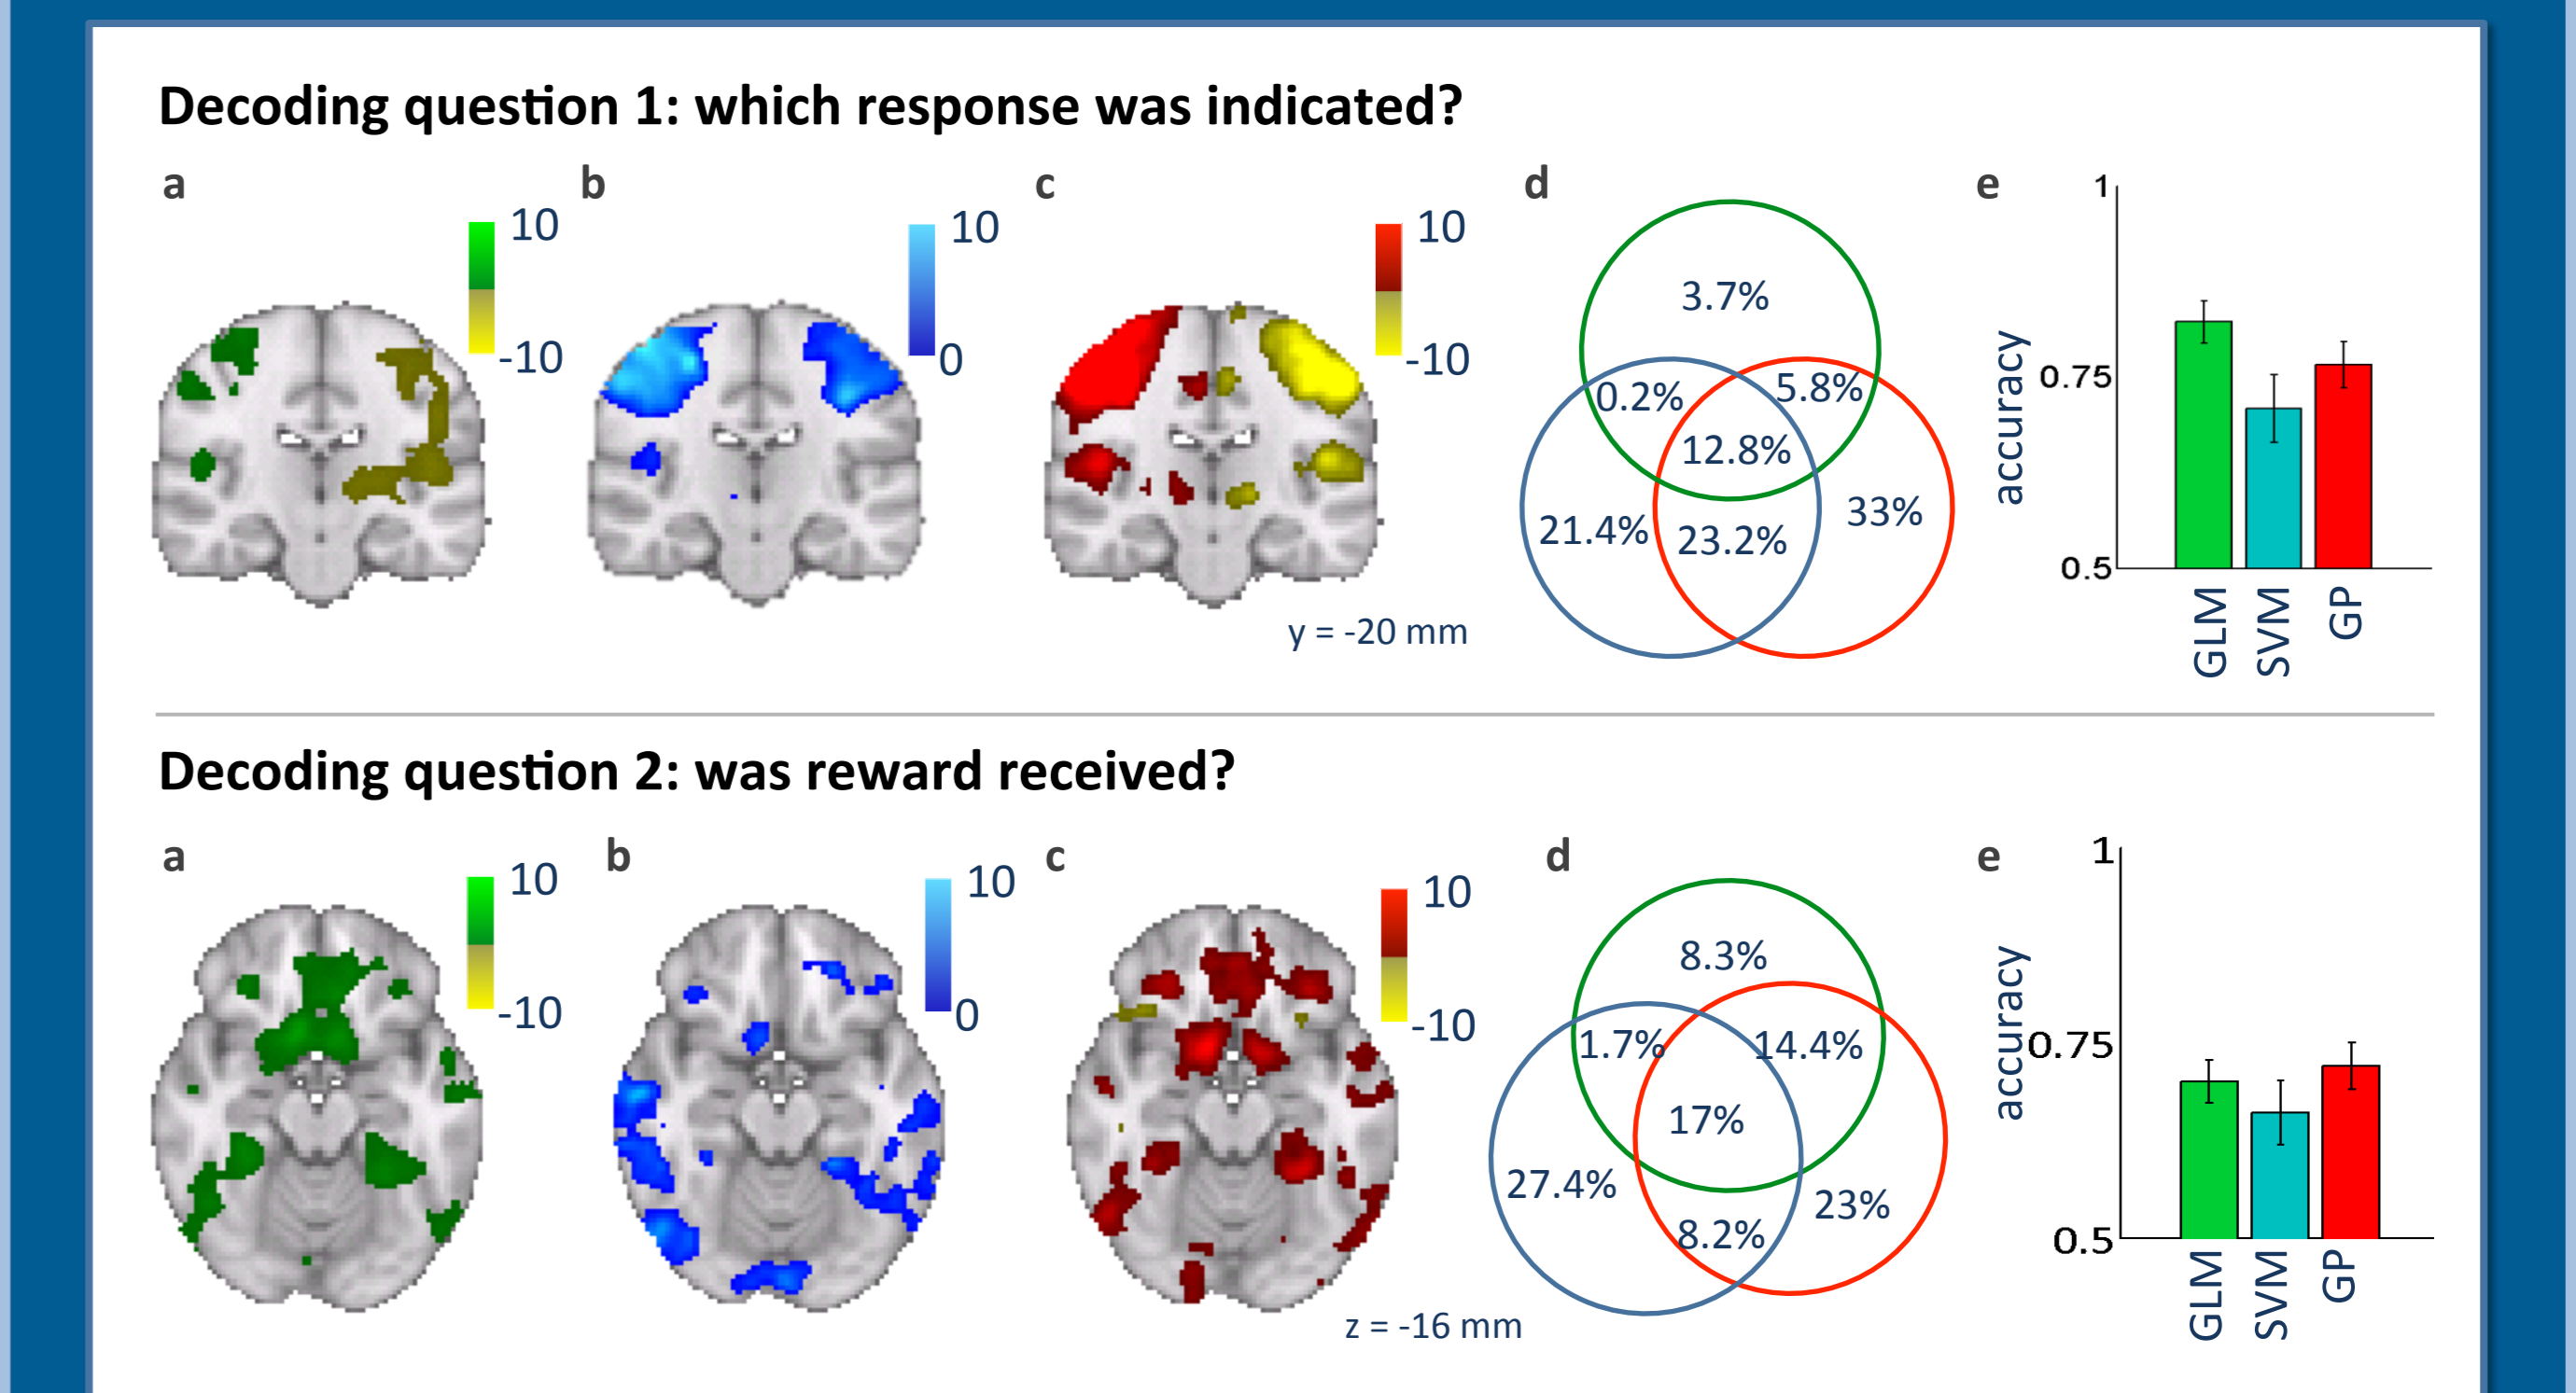 Decoding question 1: which response was indicated?
a
10
-10
b
10
0
c
10
-10
y = -20 mm
d
3.7%
0.2%
5.8%
12.8%
21.4%
23.2%
33%
e
1
0.75
0.5
accuracy
GLM
SVM
GP
Decoding question 2: was reward received?
a
10
-10
b
10
0
c
10
-10
z = -16 mm
d
8.3%
1.7%
14.4%
17%
27.4%
8.2%
23%
e
1
0.75
0.5
accuracy
GLM
SVM
GP